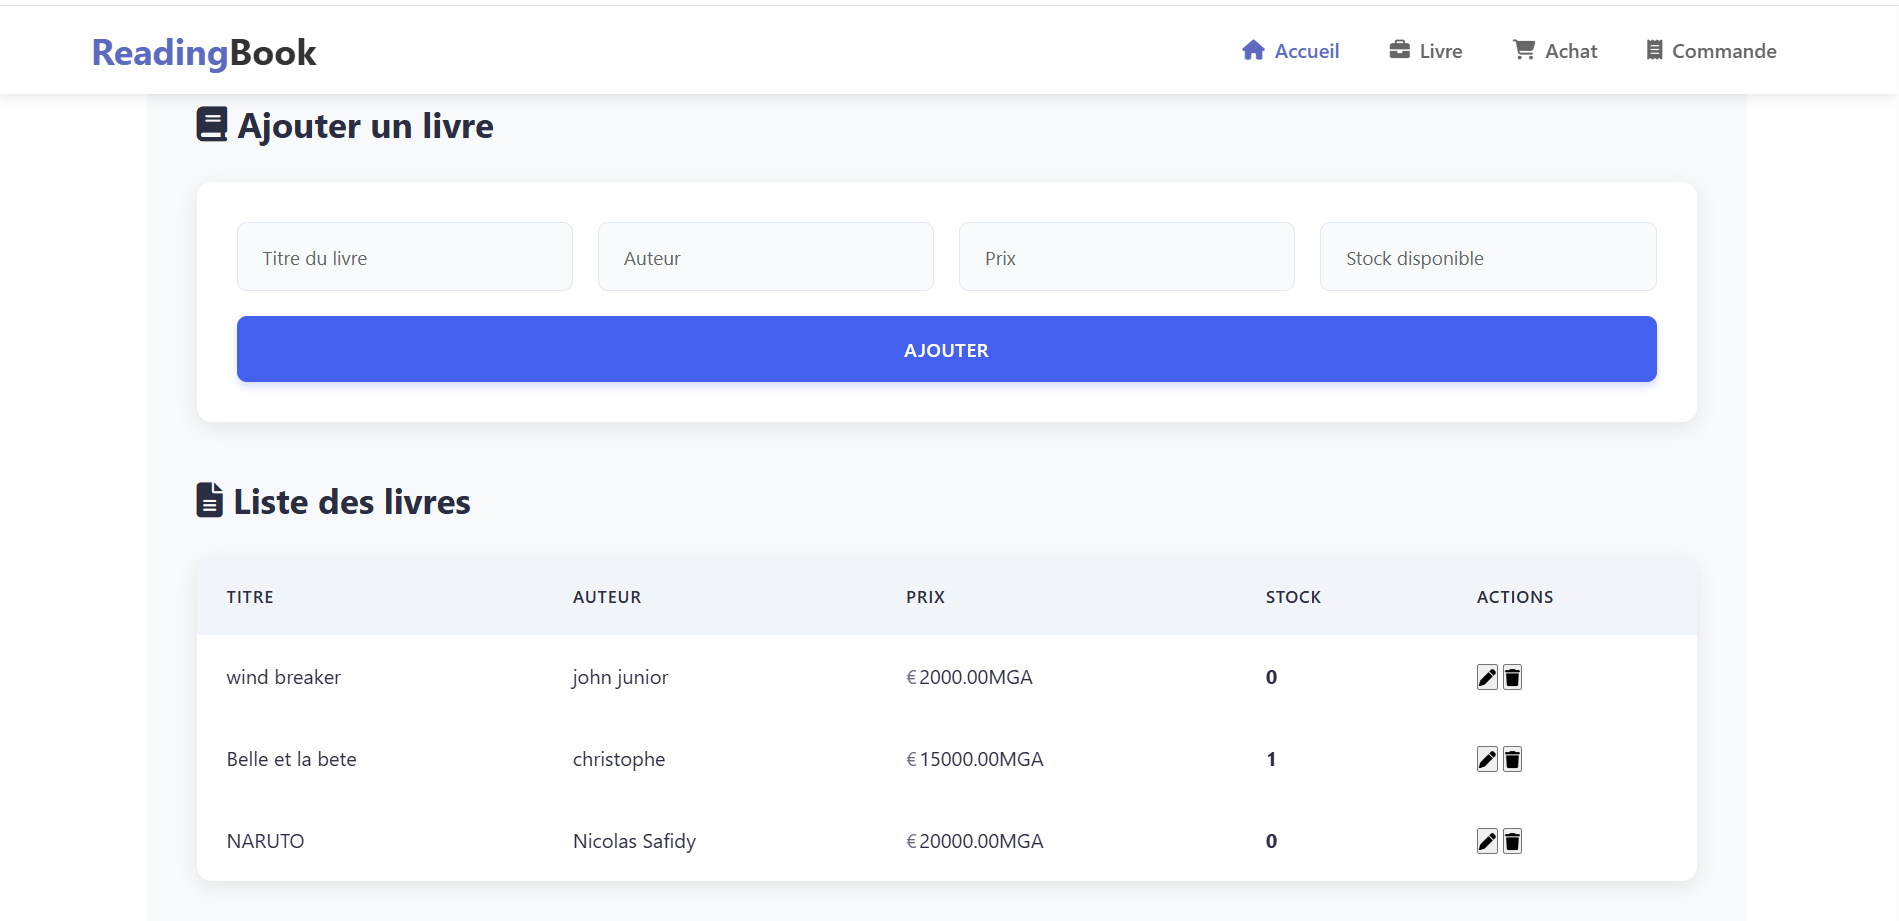 ReadingBook
Accueil Livre Achat Commande
Ajouter un livre
Titre du livre Auteur Prix Stock disponible
AJOUTER
Liste des livres
TITRE AUTEUR PRIX STOCK ACTIONS
wind breaker john junior €2000.00MGA 0
Belle et la bete christophe €15000.00MGA 1
NARUTO Nicolas Safidy €20000.00MGA 0